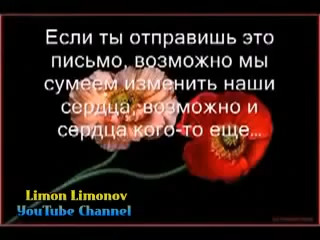 Если ты отправишь это
письмо, возможно мы
сумеем изменить наши
сердца, возможно и
сердца кого-то еще...
Limon Limonov
YouTube Channel